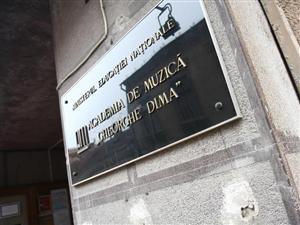 MINISTERUL EDUCAȚIEI NAȚIONALE
ACADEMIA DE MUZICĂ
„GHEORGHE DIMA”